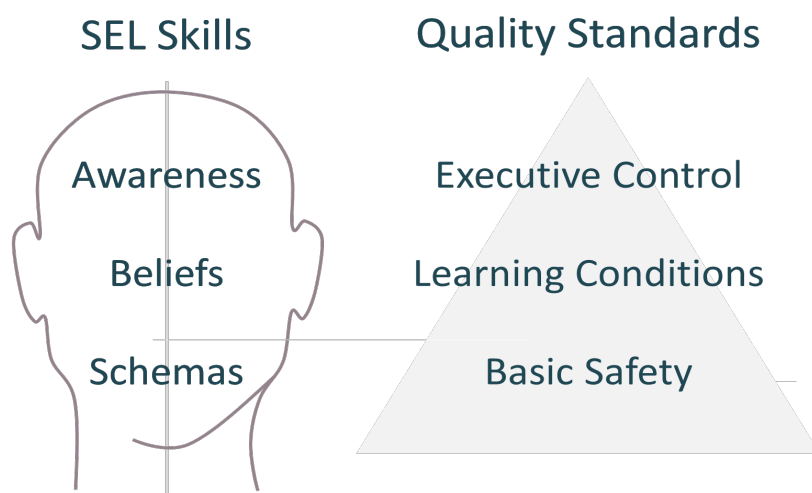 SEL Skills
Quality Standards
Awareness
Executive Control
Beliefs
Learning Conditions
Schemas
Basic Safety